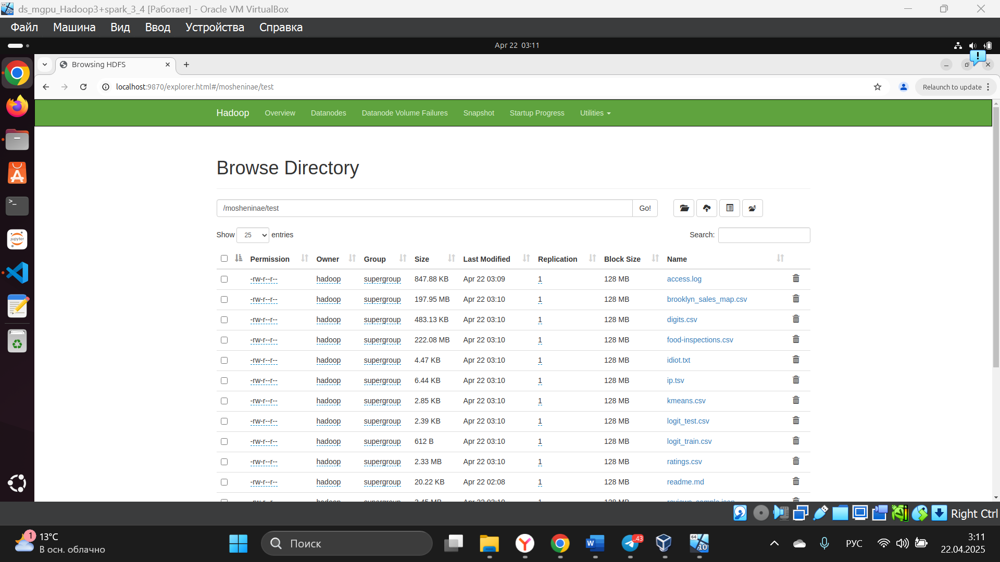 ds_mgpu_Hadoop3+spark_3_4 [Работает] - Oracle VM VirtualBox
Файл Машина Вид Ввод Устройства Справка
Apr 22 03:11
Browsing HDFS
localhost:9870/explorer.html#/mosheninae/test
Relaunch to update
Hadoop Overview Datanodes Datanode Volume Failures Snapshot Startup Progress Utilities
Browse Directory
/mosheninae/test Go!
Show 25 entries Search:
Permission Owner Group Size Last Modified Replication Block Size Name
-rw-r--r-- hadoop supergroup 847.88 KB Apr 22 03:09 1 128 MB access.log
-rw-r--r-- hadoop supergroup 197.95 MB Apr 22 03:10 1 128 MB brooklyn_sales_map.csv
-rw-r--r-- hadoop supergroup 483.13 KB Apr 22 03:10 1 128 MB digits.csv
-rw-r--r-- hadoop supergroup 222.08 MB Apr 22 03:10 1 128 MB food-inspections.csv
-rw-r--r-- hadoop supergroup 4.47 KB Apr 22 03:10 1 128 MB idiot.txt
-rw-r--r-- hadoop supergroup 6.44 KB Apr 22 03:10 1 128 MB ip.tsv
-rw-r--r-- hadoop supergroup 2.85 KB Apr 22 03:10 1 128 MB kmeans.csv
-rw-r--r-- hadoop supergroup 2.39 KB Apr 22 03:10 1 128 MB logit_test.csv
-rw-r--r-- hadoop supergroup 612 B Apr 22 03:10 1 128 MB logit_train.csv
-rw-r--r-- hadoop supergroup 2.33 MB Apr 22 03:10 1 128 MB ratings.csv
-rw-r--r-- hadoop supergroup 20.22 KB Apr 22 02:08 1 128 MB readme.md
Right Ctrl
1 13°C
В осн. облачно
Поиск
РУС
3:11
22.04.2025